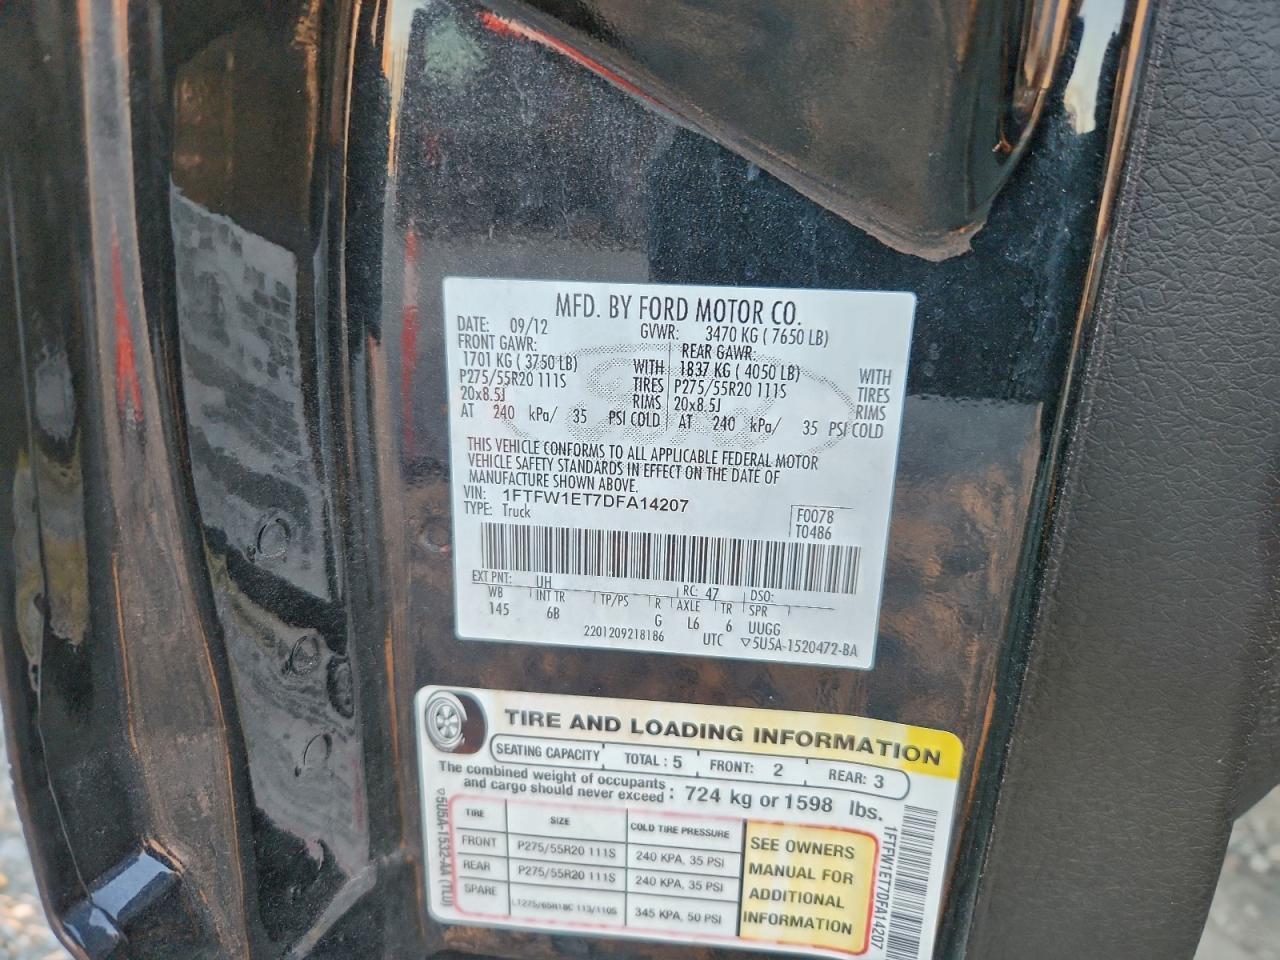 MFD. BY FORD MOTOR CO.
DATE: 09/12 GVWR: 3470 KG ( 7650 LB)
FRONT GAWR: REAR GAWR:
1701 KG ( 3750 LB) WITH 1837 KG ( 4050 LB) WITH
P275/55R20 111S TIRES P275/55R20 111S TIRES
20x8.5J RIMS 20x8.5J RIMS
AT 240 kPa/ 35 PSI COLD AT 240 kPa/ 35 PSI COLD
THIS VEHICLE CONFORMS TO ALL APPLICABLE FEDERAL MOTOR
VEHICLE SAFETY STANDARDS IN EFFECT ON THE DATE OF
MANUFACTURE SHOWN ABOVE.
VIN: 1FTFW1ET7DFA14207
TYPE: Truck F0078
T0486
EXT PNT: UH RC: 47 DSO:
WB INT TR TP/PS R AXLE TR SPR
145 6B G L6 6 UUGG
2201209218186 UTC ▽5U5A-1520472-BA
TIRE AND LOADING INFORMATION
SEATING CAPACITY TOTAL : 5 FRONT: 2 REAR: 3
The combined weight of occupants
and cargo should never exceed : 724 kg or 1598 lbs.
TIRE SIZE COLD TIRE PRESSURE
FRONT P275/55R20 111S 240 KPA, 35 PSI
REAR P275/55R20 111S 240 KPA, 35 PSI
SPARE LT275/65R18C 113/110S 345 KPA, 50 PSI
SEE OWNERS
MANUAL FOR
ADDITIONAL
INFORMATION
▽5U5A-1532-AA (TLU)
1FTFW1ET7DFA14207